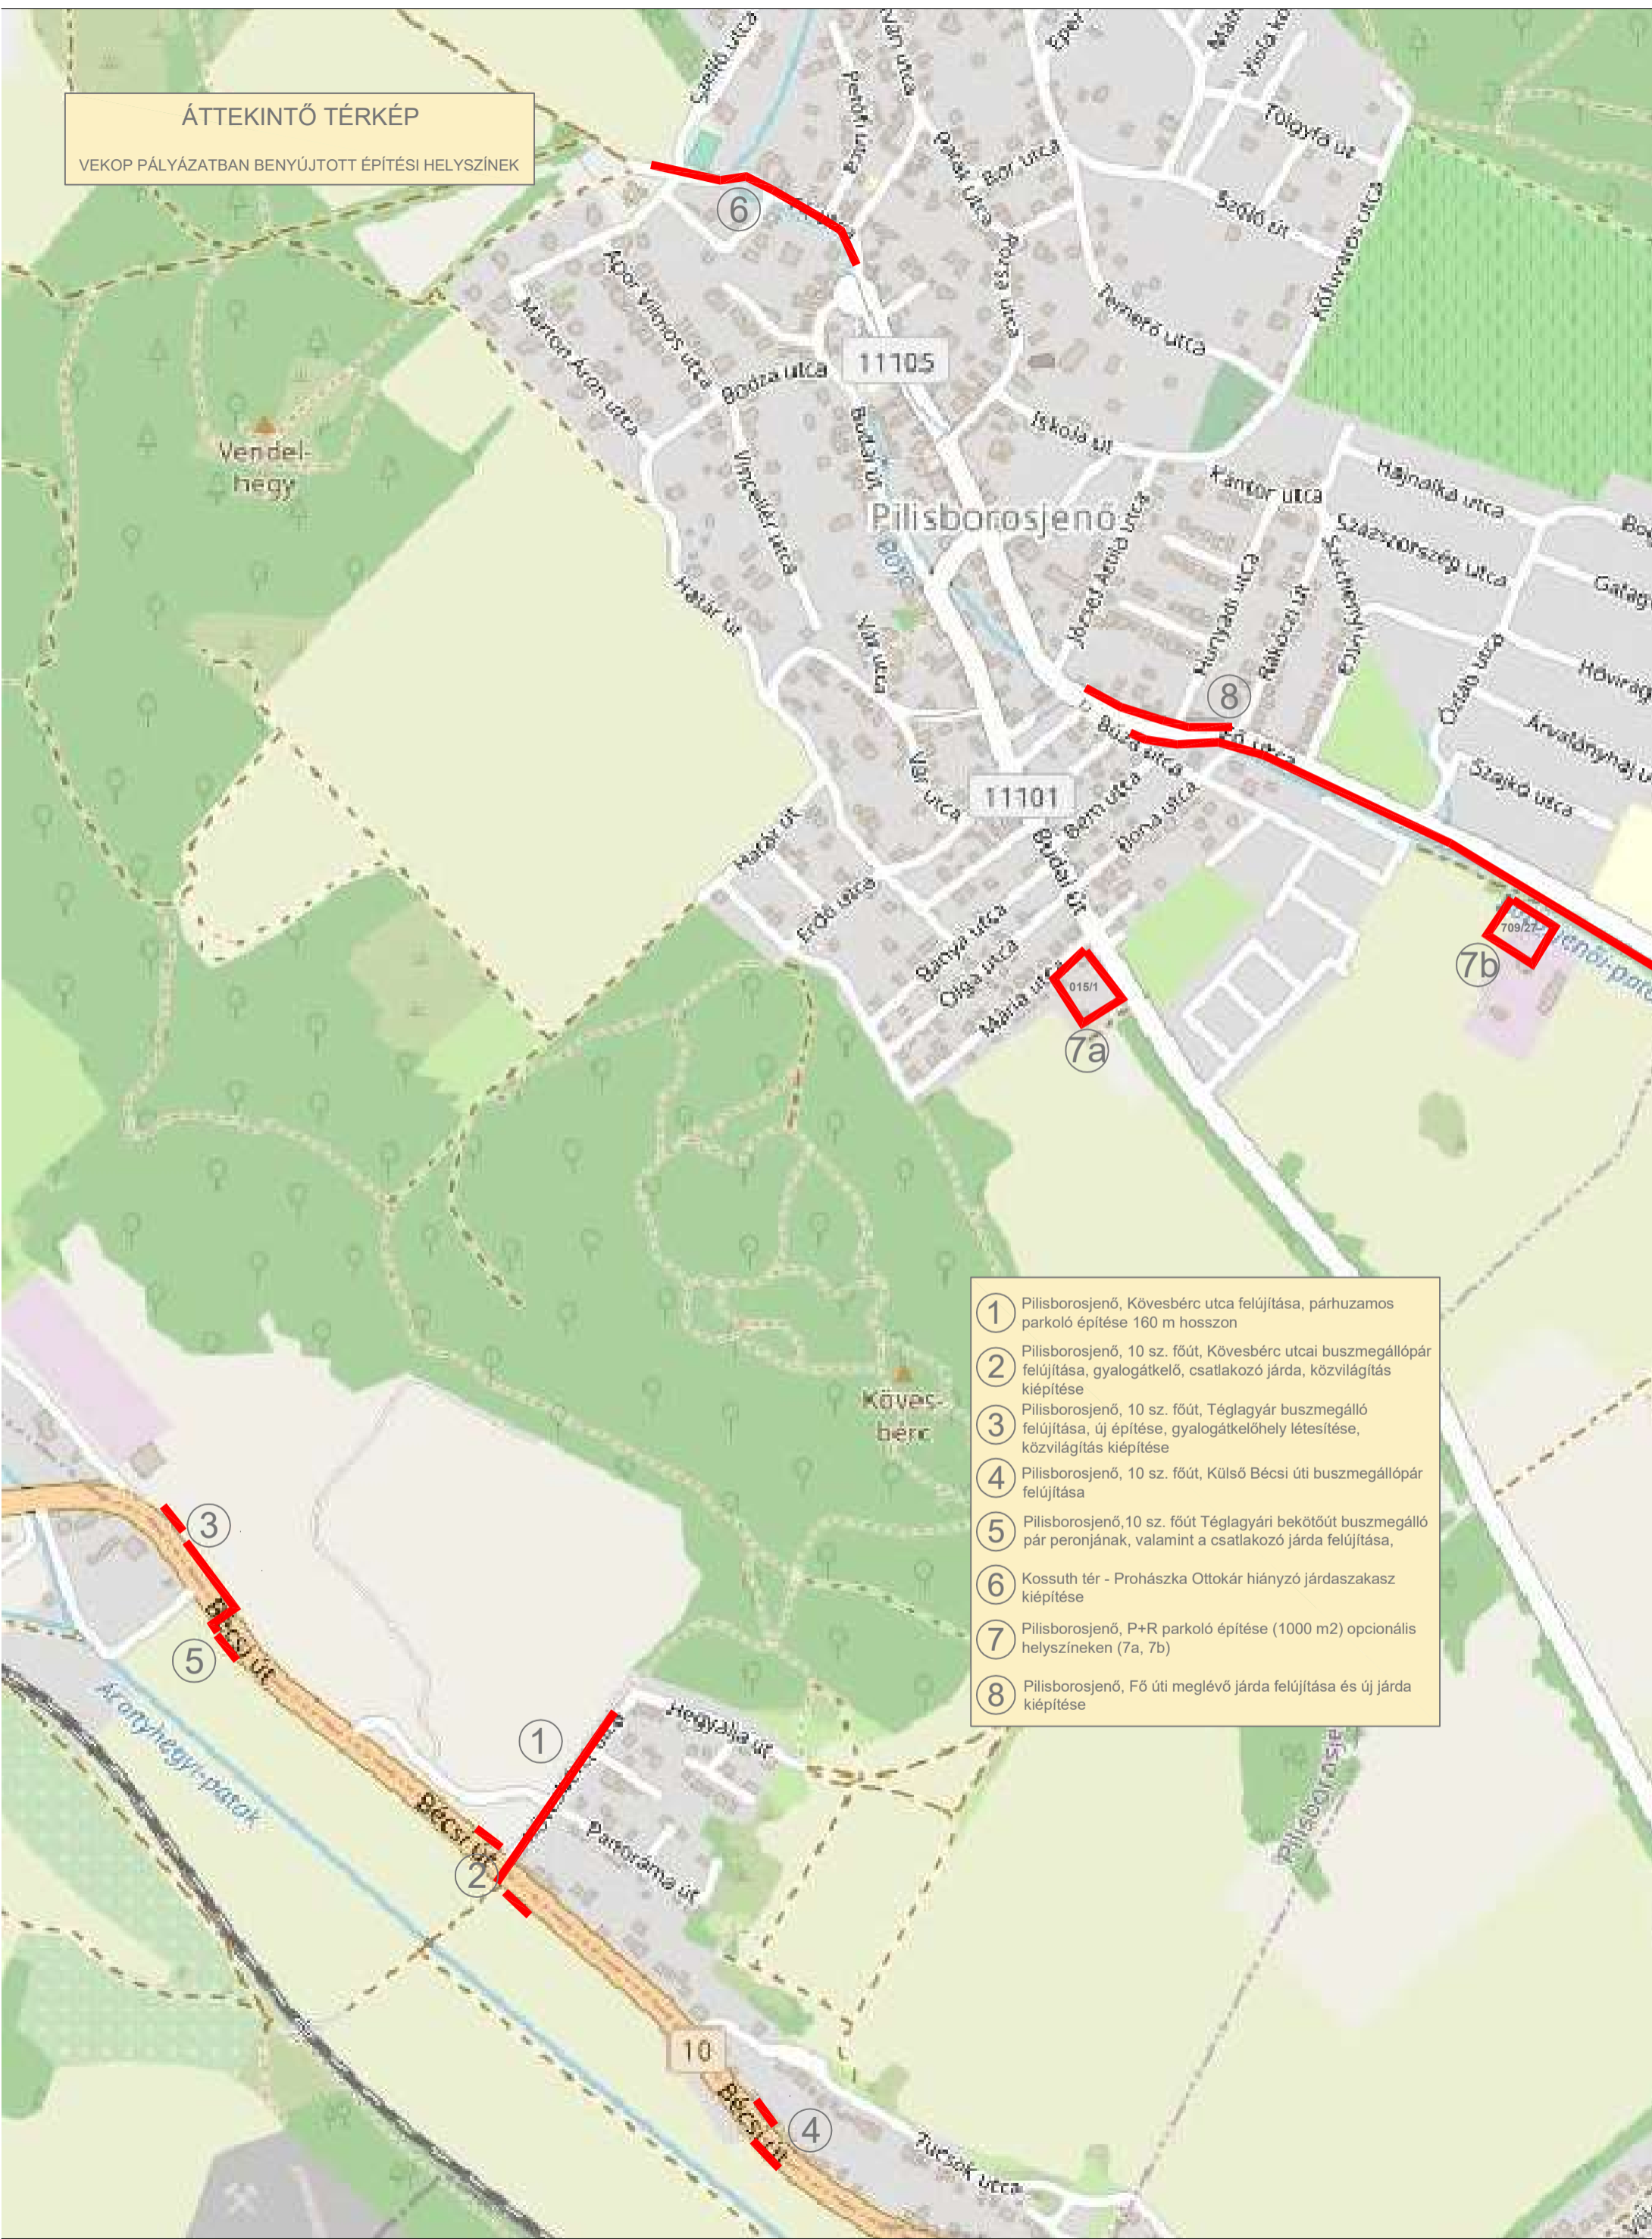 ÁTTEKINTŐ TÉRKÉP
VEKOP PÁLYÁZATBAN BENYÚJTOTT ÉPÍTÉSI HELYSZÍNEK
Szellő utca
Petőfi utca
Patak utca
Bor utca
Tölgyfa út
Szőlő út
Kőfuvaros utca
6
Rózsa utca
Temető utca
Apor Vilmos utca
Márton Áron utca
Bodza utca
11105
Budai út
Iskola út
Vendel-
hegy
Vincellér utca
Kántor utca
Hajnalka utca
Pilisborosjenő
Százszorszép utca
Széchenyi utca
József Attila utca
Hunyadi utca
Rákóczi út
Határ út
Vár utca
8
Fő utca
Búza utca
Árvalányhaj u
Szajkó utca
Vár utca
11101
Bem utca
Ilona utca
Határ út
Budai út
Erdő utca
Bánya utca
Olga utca
Mária utca
015/1
7a
709/27
7b
Köves-
bérc
1 Pilisborosjenő, Kövesbérc utca felújítása, párhuzamos
parkoló építése 160 m hosszon
2 Pilisborosjenő, 10 sz. főút, Kövesbérc utcai buszmegállópár
felújítása, gyalogátkelő, csatlakozó járda, közvilágítás
kiépítése
3 Pilisborosjenő, 10 sz. főút, Téglagyár buszmegálló
felújítása, új építése, gyalogátkelőhely létesítése,
közvilágítás kiépítése
4 Pilisborosjenő, 10 sz. főút, Külső Bécsi úti buszmegállópár
felújítása
5 Pilisborosjenő,10 sz. főút Téglagyári bekötőút buszmegálló
pár peronjának, valamint a csatlakozó járda felújítása,
6 Kossuth tér - Prohászka Ottokár hiányzó járdaszakasz
kiépítése
7 Pilisborosjenő, P+R parkoló építése (1000 m2) opcionális
helyszíneken (7a, 7b)
8 Pilisborosjenő, Fő úti meglévő járda felújítása és új járda
kiépítése
3
Bécsi út
5
Aranyhegyi-patak
1
Hegyalja út
Bécsi út
2
Panoráma út
10
Bécsi út
4
Tücsök utca